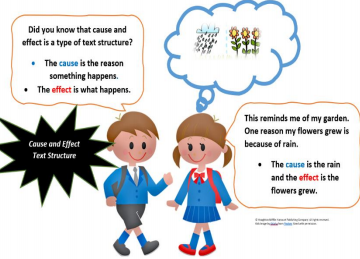 Did you know that cause and
effect is a type of text structure?
• The cause is the reason
something happens.
• The effect is what happens.
Cause and Effect
Text Structure
This reminds me of my garden.
One reason my flowers grew is
because of rain.
• The cause is the rain
and the effect is the
flowers grew.